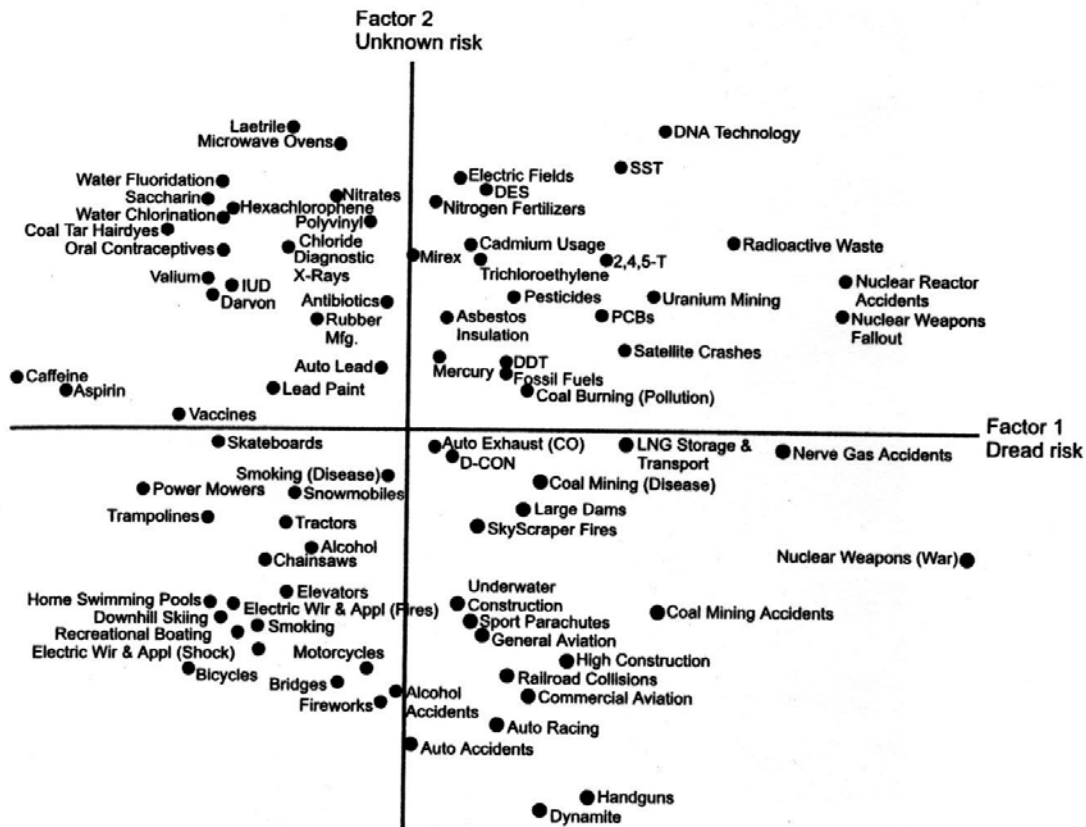 Factor 2
Unknown risk
Laetrile
Microwave Ovens
DNA Technology
SST
Water Fluoridation
Saccharin
Water Chlorination
Coal Tar Hairdyes
Oral Contraceptives
Hexachlorophene
Nitrates
Polyvinyl
Chloride
Diagnostic
X-Rays
Electric Fields
DES
Nitrogen Fertilizers
Mirex
Cadmium Usage
Trichloroethylene
2,4,5-T
Radioactive Waste
Valium
IUD
Darvon
Antibiotics
Rubber
Mfg.
Pesticides
Asbestos
Insulation
PCBs
Uranium Mining
Nuclear Reactor
Accidents
Nuclear Weapons
Fallout
Auto Lead
Lead Paint
Mercury
DDT
Fossil Fuels
Coal Burning (Pollution)
Satellite Crashes
Caffeine
Aspirin
Vaccines
Factor 1
Dread risk
Skateboards
Smoking (Disease)
Power Mowers
Snowmobiles
Trampolines
Tractors
Alcohol
Chainsaws
Auto Exhaust (CO)
D-CON
LNG Storage &
Transport
Nerve Gas Accidents
Coal Mining (Disease)
Large Dams
SkyScraper Fires
Nuclear Weapons (War)
Elevators
Home Swimming Pools
Electric Wir & Appl (Fires)
Downhill Skiing
Smoking
Recreational Boating
Electric Wir & Appl (Shock)
Motorcycles
Bicycles
Bridges
Fireworks
Alcohol
Accidents
Underwater
Construction
Sport Parachutes
General Aviation
Coal Mining Accidents
High Construction
Railroad Collisions
Commercial Aviation
Auto Racing
Auto Accidents
Handguns
Dynamite